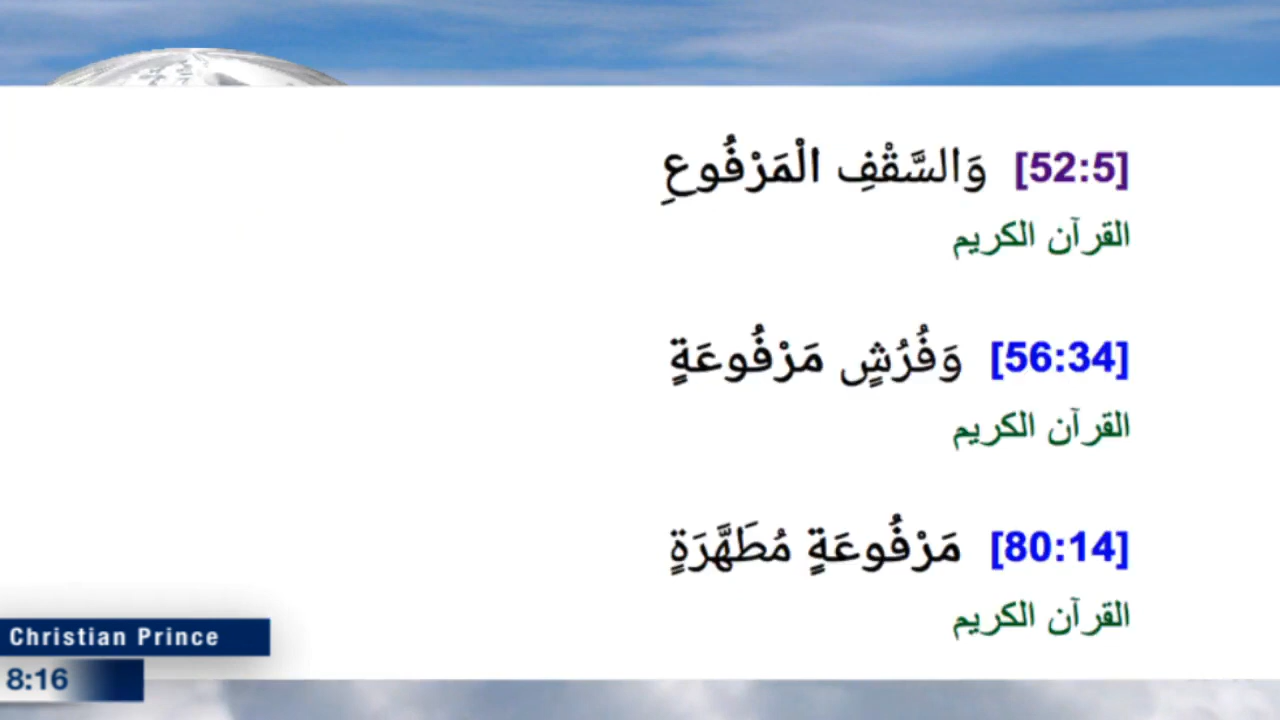 [52:5] وَالسَّقْفِ الْمَرْفُوعِ
القرآن الكريم
[56:34] وَفُرُشٍ مَرْفُوعَةٍ
القرآن الكريم
[80:14] مَرْفُوعَةٍ مُطَهَّرَةٍ
القرآن الكريم
Christian Prince
8:16